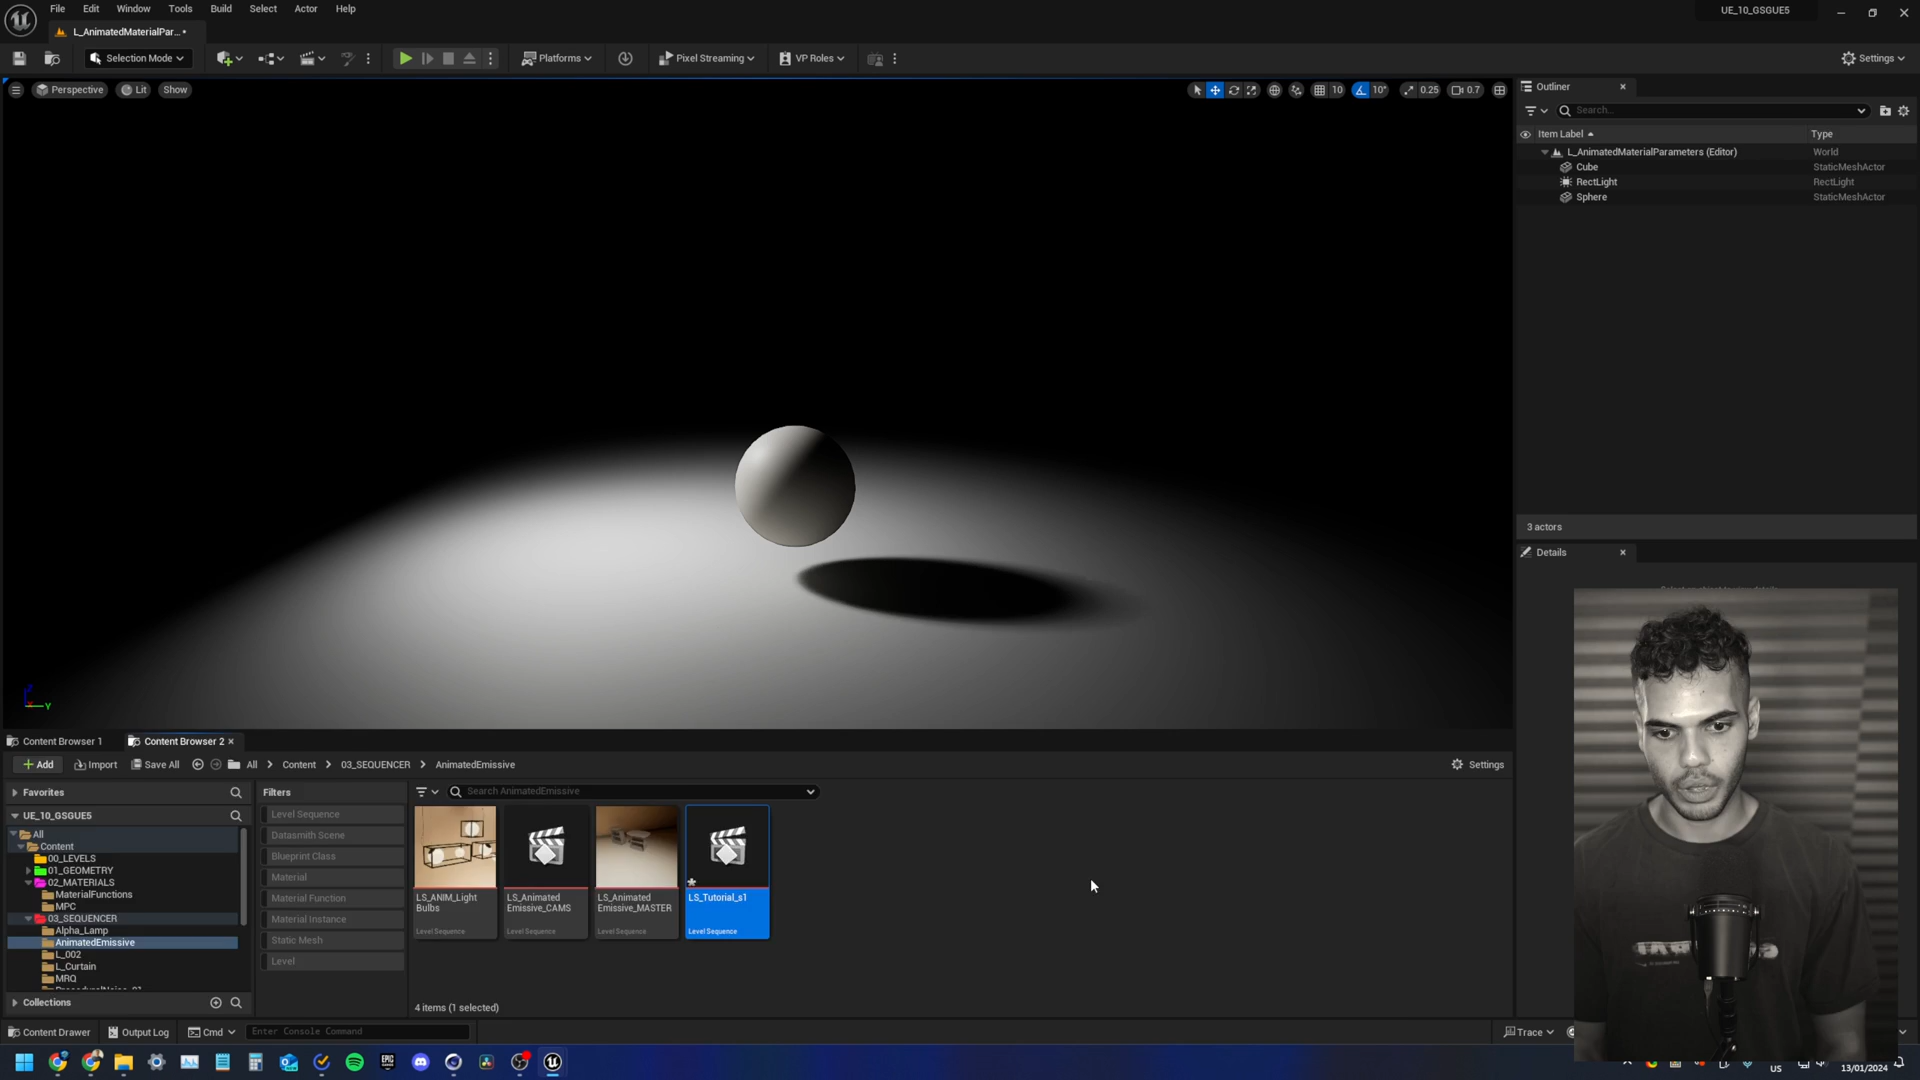 File Edit Window Tools Build Select Actor Help
UE_10_GSGUE5
L_AnimatedMaterialPar...•
Selection Mode
Platforms
Pixel Streaming
VP Roles
Settings
Perspective Lit Show
10 10° 0.25 0.7
Outliner
Search...
Item Label Type
L_AnimatedMaterialParameters (Editor) World
Cube StaticMeshActor
RectLight RectLight
Sphere StaticMeshActor
3 actors
Details
Y
Content Browser 1 Content Browser 2
Add Import Save All All Content 03_SEQUENCER AnimatedEmissive Settings
Favorites
UE_10_GSGUE5
All
Content
00_LEVELS
01_GEOMETRY
02_MATERIALS
MaterialFunctions
MPC
03_SEQUENCER
Alpha_Lamp
AnimatedEmissive
L_002
L_Curtain
MRQ
Collections
Filters
Level Sequence
Datasmith Scene
Blueprint Class
Material
Material Function
Material Instance
Static Mesh
Level
Search AnimatedEmissive
LS_ANIM_Light
Bulbs
Level Sequence
LS_Animated
Emissive_CAMS
Level Sequence
LS_Animated
Emissive_MASTER
Level Sequence
LS_Tutorial_s1
Level Sequence
4 items (1 selected)
Content Drawer Output Log Cmd Enter Console Command
Trace
EPIC
US
13/01/2024